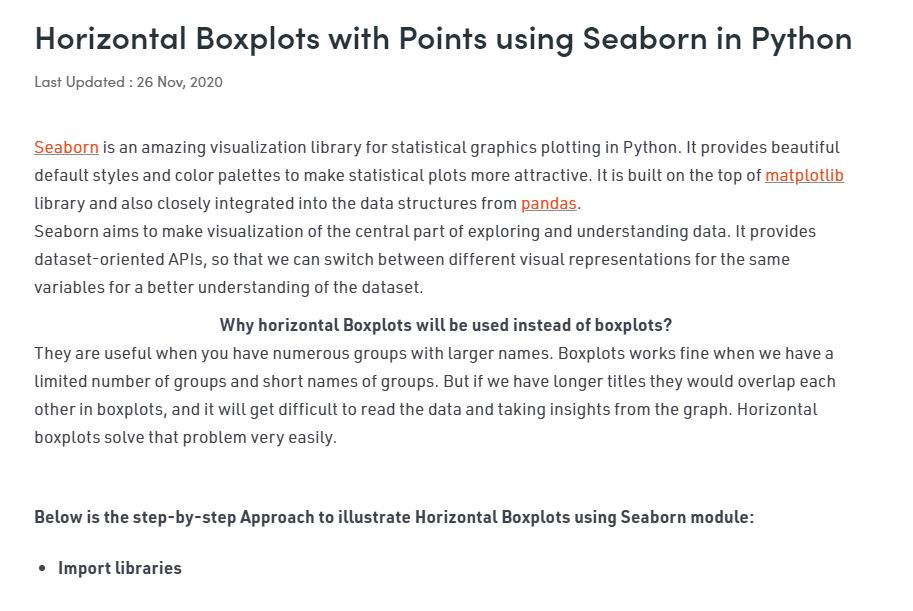 Horizontal Boxplots with Points using Seaborn in Python
Last Updated : 26 Nov, 2020
Seaborn is an amazing visualization library for statistical graphics plotting in Python. It provides beautiful
default styles and color palettes to make statistical plots more attractive. It is built on the top of matplotlib
library and also closely integrated into the data structures from pandas.
Seaborn aims to make visualization of the central part of exploring and understanding data. It provides
dataset-oriented APIs, so that we can switch between different visual representations for the same
variables for a better understanding of the dataset.
Why horizontal Boxplots will be used instead of boxplots?
They are useful when you have numerous groups with larger names. Boxplots works fine when we have a
limited number of groups and short names of groups. But if we have longer titles they would overlap each
other in boxplots, and it will get difficult to read the data and taking insights from the graph. Horizontal
boxplots solve that problem very easily.
Below is the step-by-step Approach to illustrate Horizontal Boxplots using Seaborn module:
• Import libraries